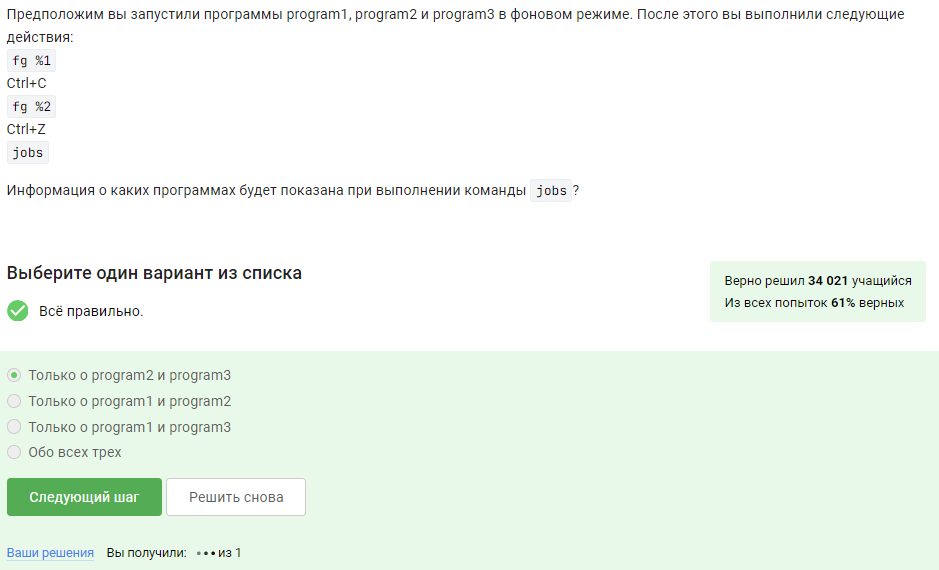 Предположим вы запустили программы program1, program2 и program3 в фоновом режиме. После этого вы выполнили следующие
действия:
fg %1
Ctrl+C
fg %2
Ctrl+Z
jobs
Информация о каких программах будет показана при выполнении команды jobs ?
Выберите один вариант из списка
Всё правильно.
Верно решил 34 021 учащийся
Из всех попыток 61% верных
Только о program2 и program3
Только о program1 и program2
Только о program1 и program3
Обо всех трех
Следующий шаг
Решить снова
Ваши решения Вы получили: ••• из 1